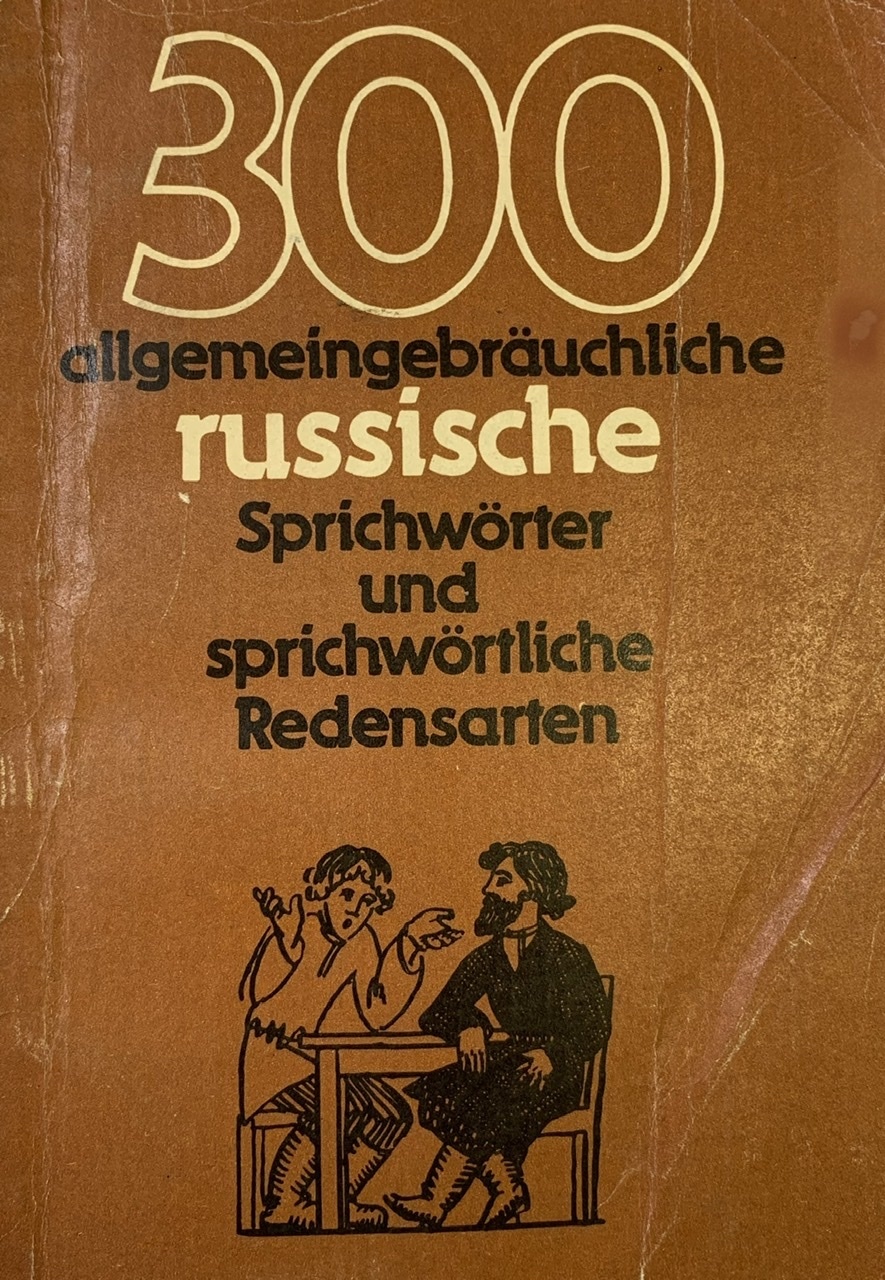 300
allgemeingebräuchliche
russische
Sprichwörter
und
sprichwörtliche
Redensarten